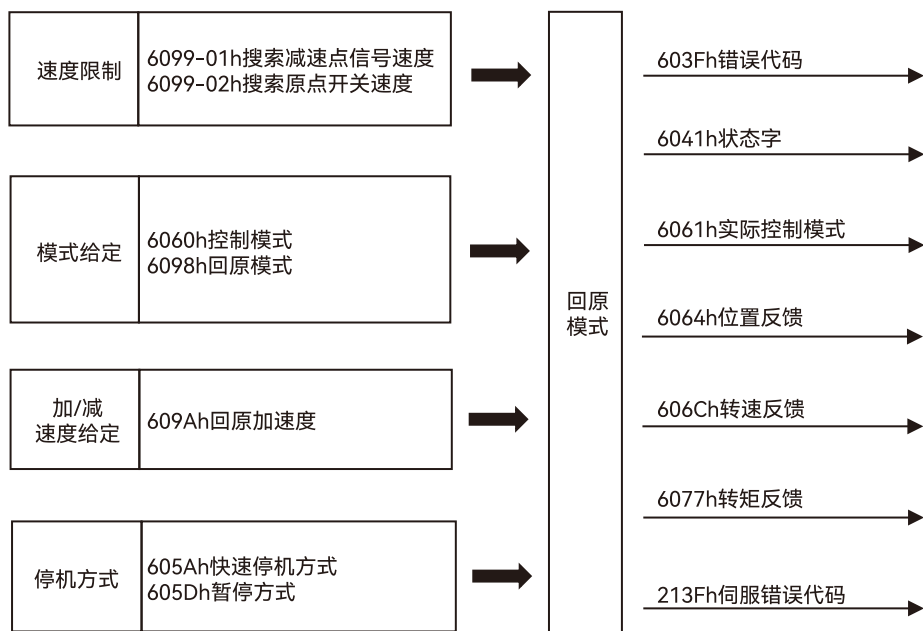 速度限制
6099-01h搜索减速点信号速度
6099-02h搜索原点开关速度
模式给定
6060h控制模式
6098h回原模式
加/减
速度给定
609Ah回原加速度
停机方式
605Ah快速停机方式
605Dh暂停方式
回原
模式
603Fh错误代码
6041h状态字
6061h实际控制模式
6064h位置反馈
606Ch转速反馈
6077h转矩反馈
213Fh伺服错误代码